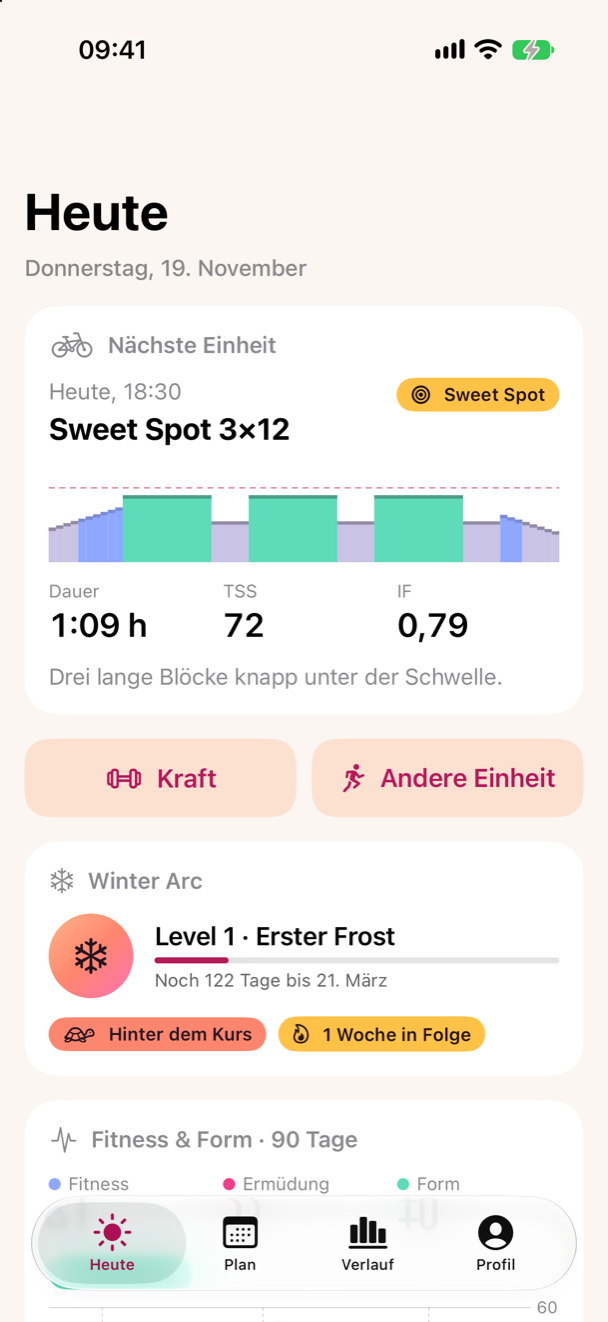 09:41
Heute
Donnerstag, 19. November
Nächste Einheit
Heute, 18:30
Sweet Spot
Sweet Spot 3×12
Dauer
TSS
IF
1:09 h
72
0,79
Drei lange Blöcke knapp unter der Schwelle.
Kraft
Andere Einheit
Winter Arc
Level 1 · Erster Frost
Noch 122 Tage bis 21. März
Hinter dem Kurs
1 Woche in Folge
Fitness & Form · 90 Tage
Fitness
Ermüdung
Form
Heute
Plan
Verlauf
Profil
60